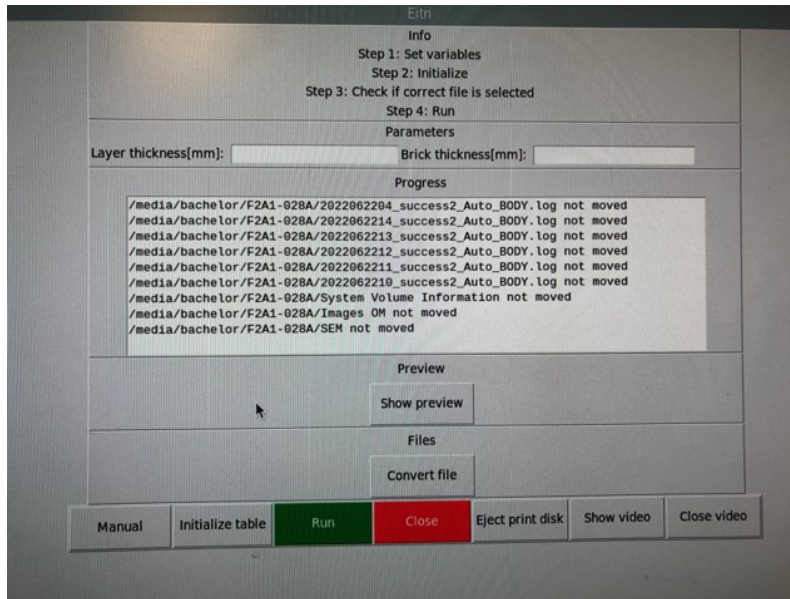 Eitri
Info
Step 1: Set variables
Step 2: Initialize
Step 3: Check if correct file is selected
Step 4: Run
Parameters
Layer thickness[mm]: Brick thickness[mm]:
Progress
/media/bachelor/F2A1-028A/2022062204_success2_Auto_BODY.log not moved
/media/bachelor/F2A1-028A/2022062214_success2_Auto_BODY.log not moved
/media/bachelor/F2A1-028A/2022062213_success2_Auto_BODY.log not moved
/media/bachelor/F2A1-028A/2022062212_success2_Auto_BODY.log not moved
/media/bachelor/F2A1-028A/2022062211_success2_Auto_BODY.log not moved
/media/bachelor/F2A1-028A/2022062210_success2_Auto_BODY.log not moved
/media/bachelor/F2A1-028A/System Volume Information not moved
/media/bachelor/F2A1-028A/Images OM not moved
/media/bachelor/F2A1-028A/SEM not moved
Preview
Show preview
Files
Convert file
Manual Initialize table Run Close Eject print disk Show video Close video